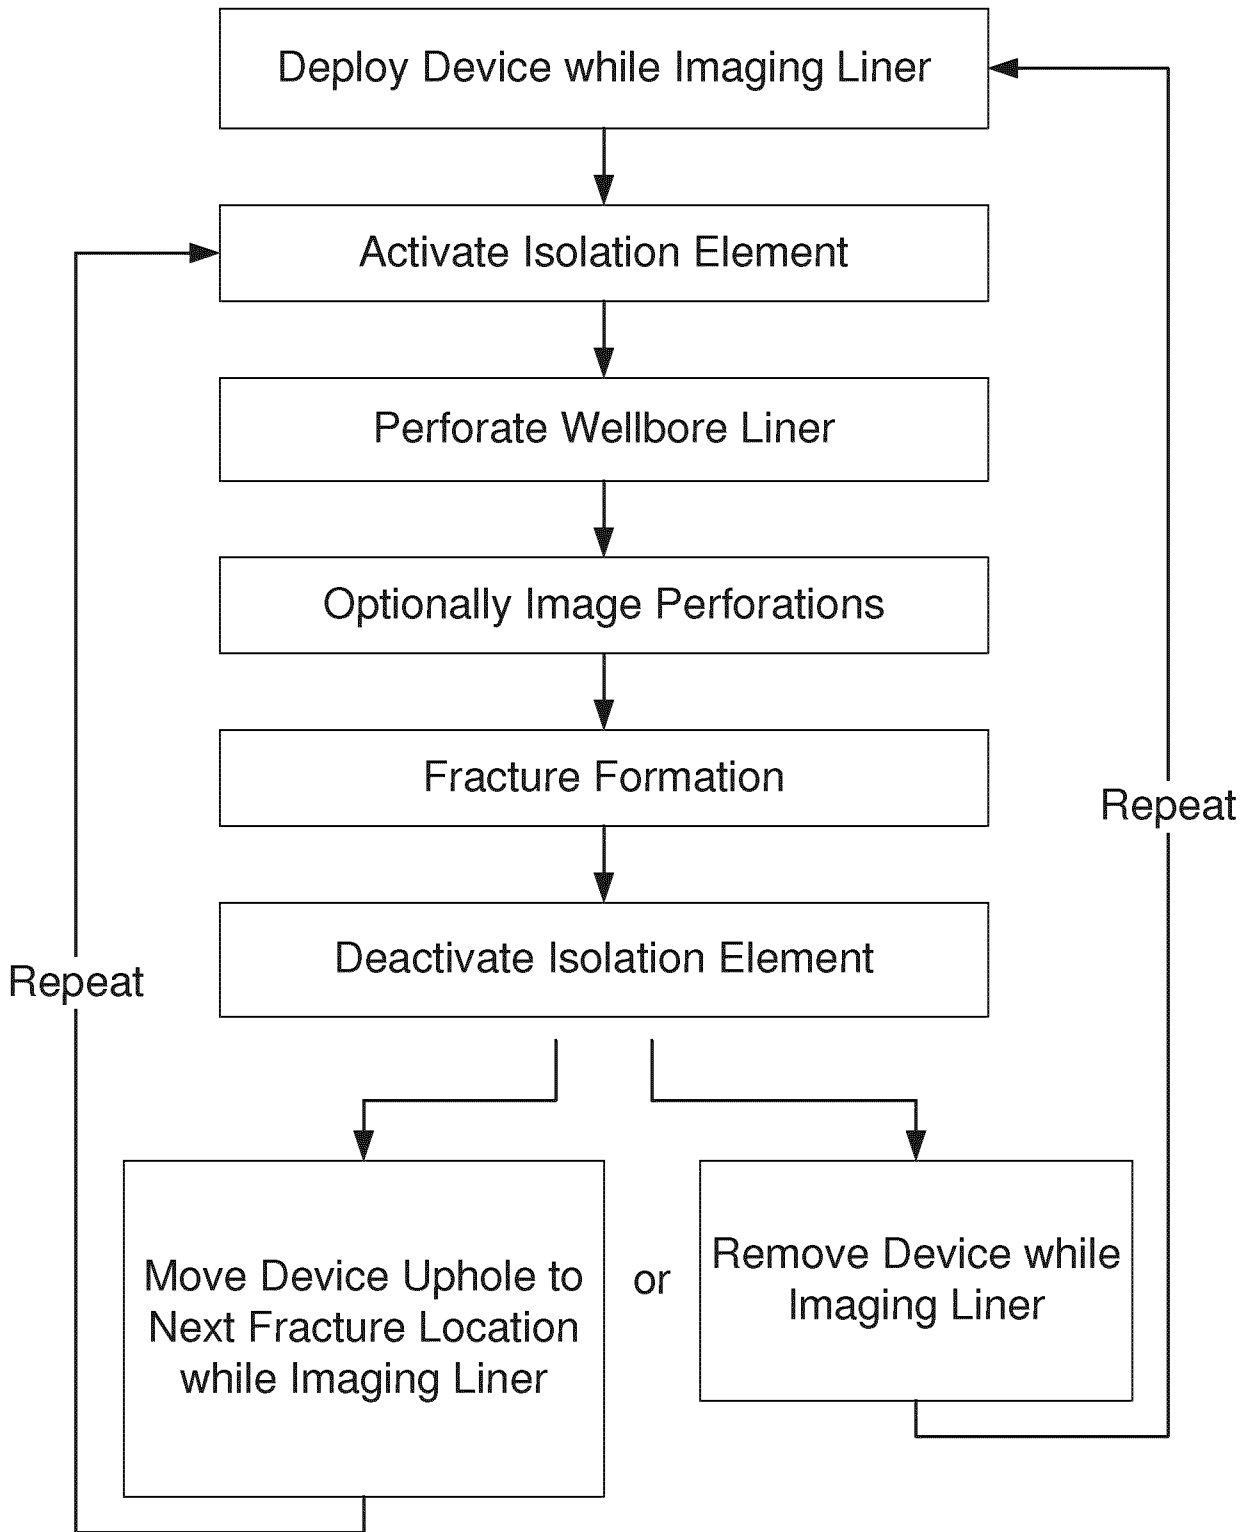 Deploy Device while Imaging Liner
Activate Isolation Element
Perforate Wellbore Liner
Optionally Image Perforations
Fracture Formation
Repeat
Deactivate Isolation Element
Repeat
Move Device Uphole to
Next Fracture Location
while Imaging Liner
or
Remove Device while
Imaging Liner